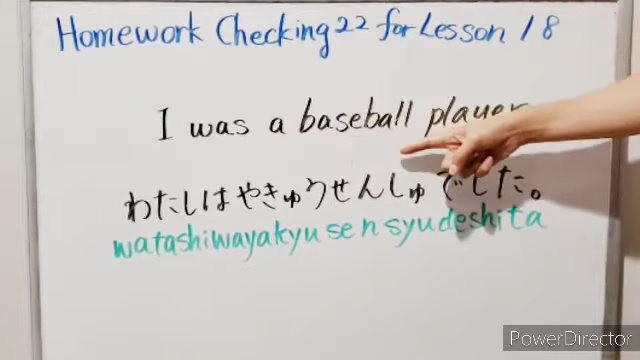 Homework Checking 22 for Lesson 18
I was a baseball player
わたしはやきゅうせんしゅでした。
watashiwayakyusensyudeshita
PowerDirector